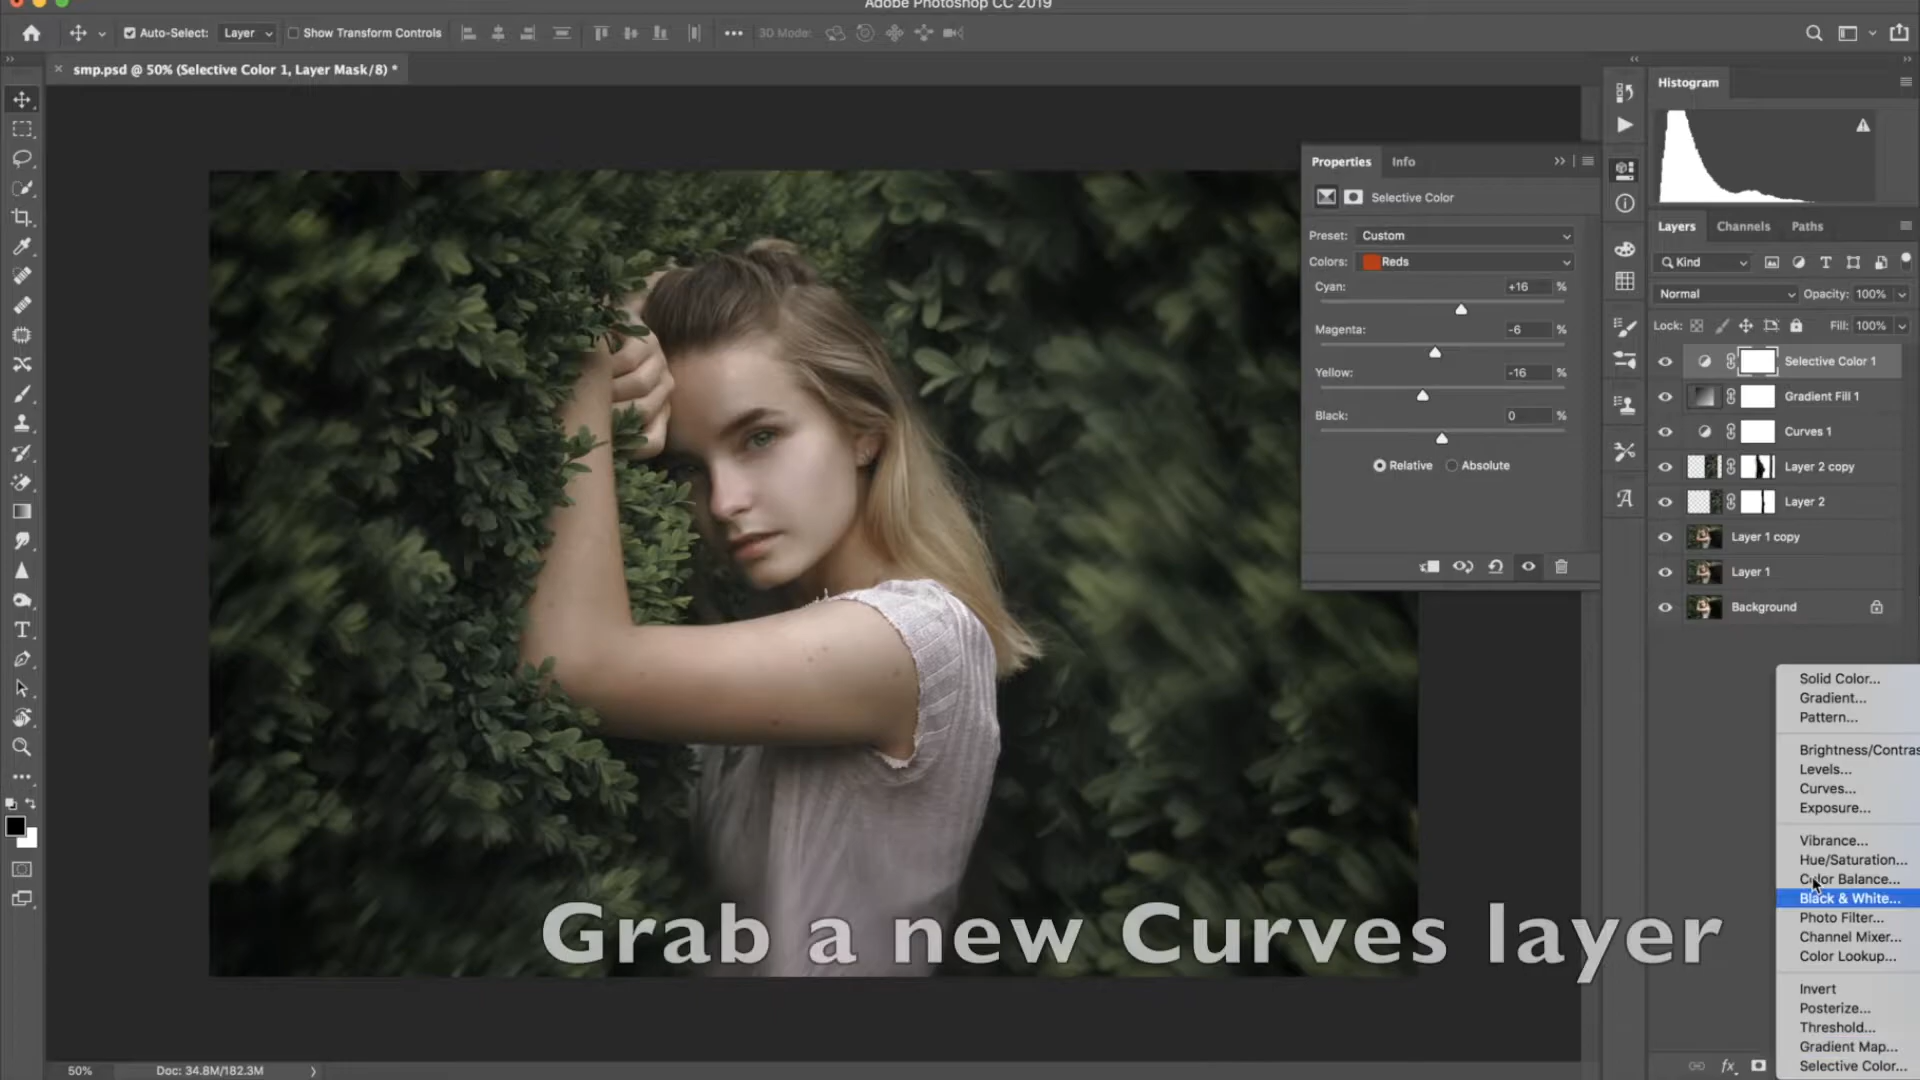 Adobe Photoshop CC 2019
Auto-Select: Layer Show Transform Controls 3D Mode:
smp.psd @ 50% (Selective Color 1, Layer Mask/8) *
Histogram
Properties Info
Selective Color
Preset: Custom
Colors: Reds
Cyan: +16 %
Magenta: -6 %
Yellow: -16 %
Black: 0 %
Relative Absolute
Layers Channels Paths
Kind
Normal Opacity: 100%
Lock: Fill: 100%
Selective Color 1
Gradient Fill 1
Curves 1
Layer 2 copy
Layer 2
Layer 1 copy
Layer 1
Background
Solid Color...
Gradient...
Pattern...
Brightness/Contras
Levels...
Curves...
Exposure...
Vibrance...
Hue/Saturation...
Color Balance...
Black & White...
Photo Filter...
Channel Mixer...
Color Lookup...
Invert
Posterize...
Threshold...
Gradient Map...
Selective Color...
Grab a new Curves layer
fx
50% Doc: 34.8M/182.3M